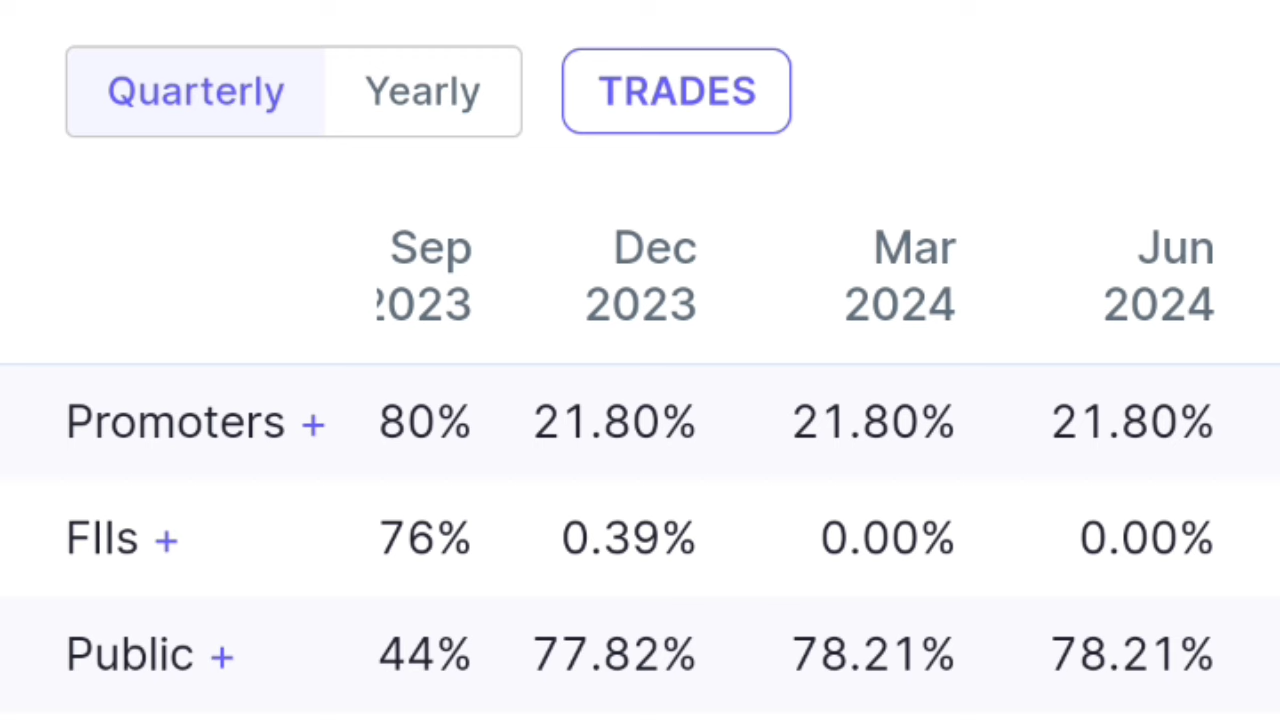 Quarterly Yearly TRADES
Sep Dec Mar Jun
2023 2023 2024 2024
Promoters + 80% 21.80% 21.80% 21.80%
FIIs + 76% 0.39% 0.00% 0.00%
Public + 44% 77.82% 78.21% 78.21%